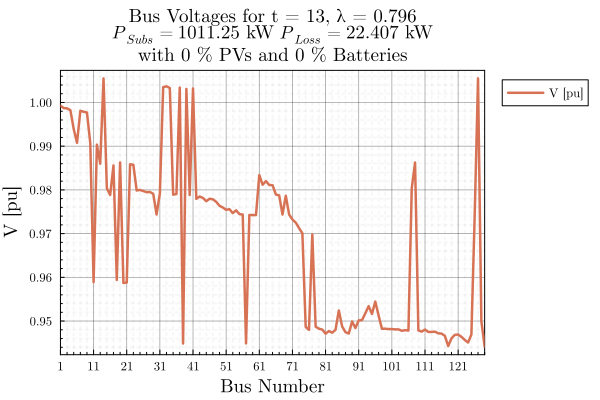 Bus Voltages for t = 13, λ = 0.796
P_Subs = 1011.25 kW P_Loss = 22.407 kW
with 0 % PVs and 0 % Batteries
V [pu]
V [pu]
1.00
0.99
0.98
0.97
0.96
0.95
1 11 21 31 41 51 61 71 81 91 101 111 121
Bus Number